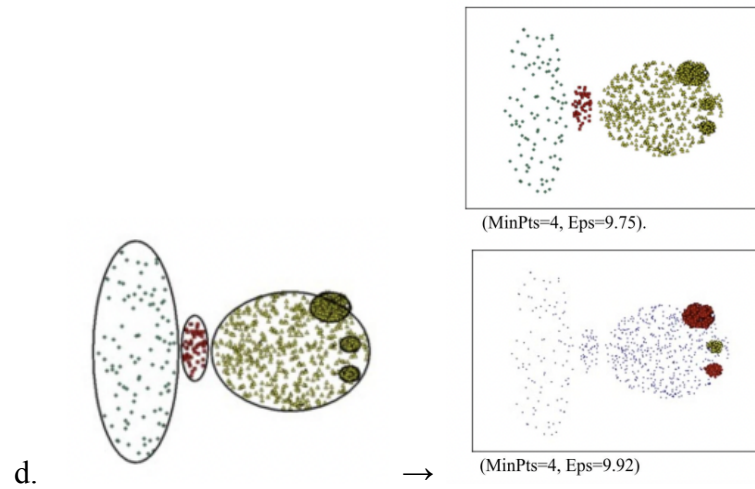 (MinPts=4, Eps=9.75).
d. →
(MinPts=4, Eps=9.92)